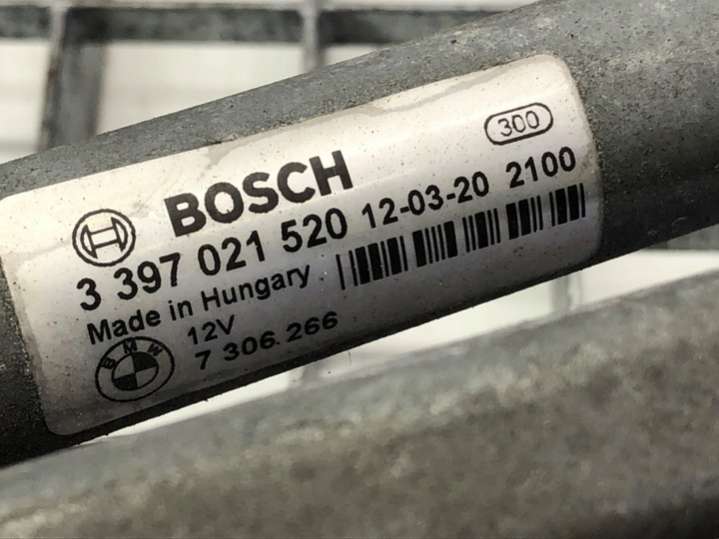 300
BOSCH
3 397 021 520 12-03-20 2100
Made in Hungary
12V
BMW
7 306.266